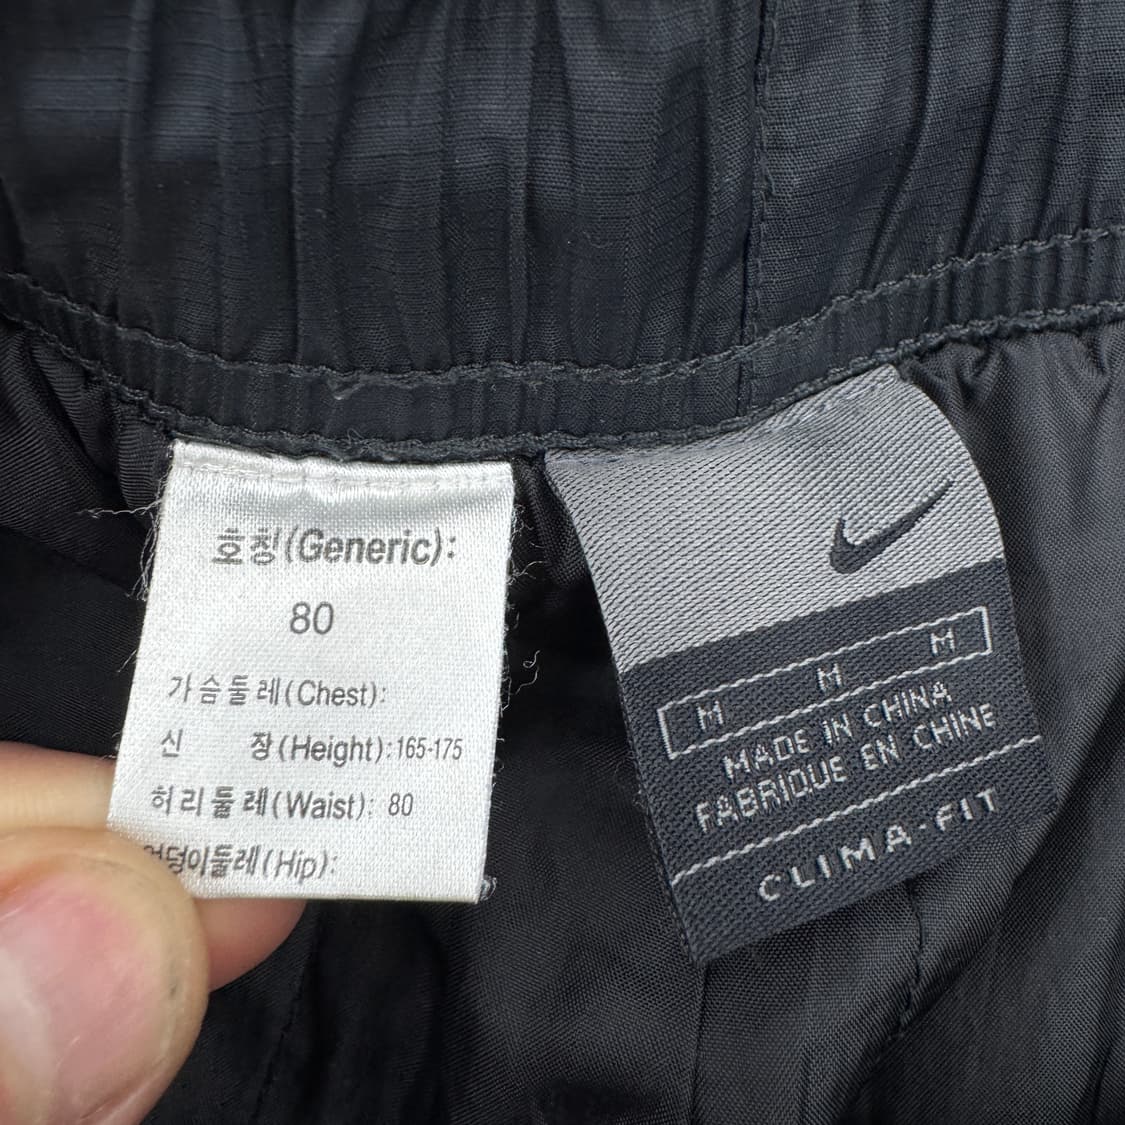 호칭(Generic):
80
가슴둘레(Chest):
신 장(Height):165-175
허리둘레(Waist): 80
엉덩이둘레(Hip):
M M M
MADE IN CHINA
FABRIQUE EN CHINE
CLIMA-FIT